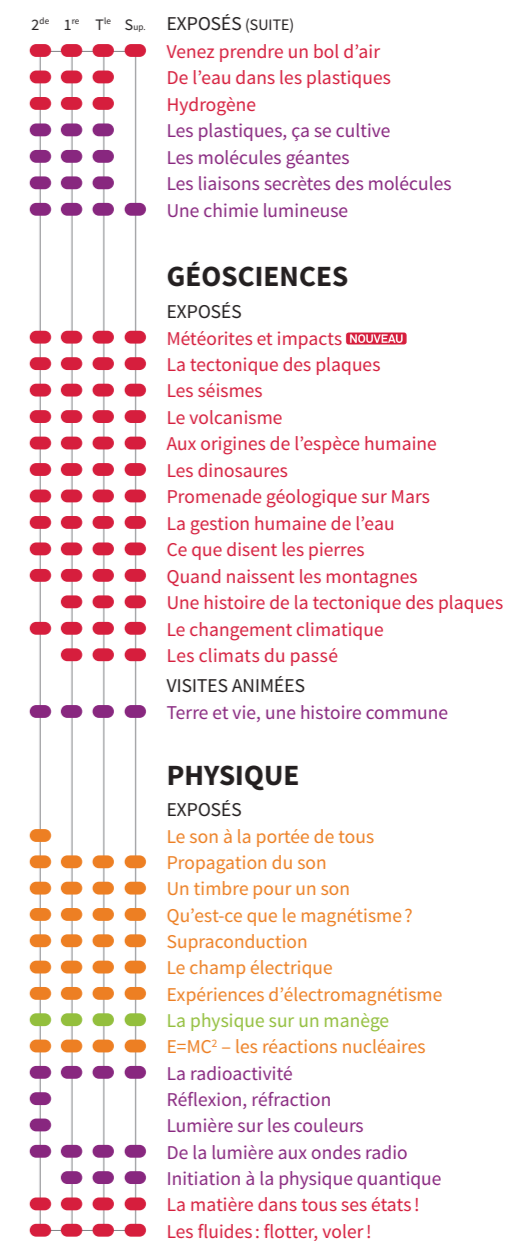 2de 1re Tle Sup. EXPOSÉS (SUITE)
Venez prendre un bol d’air
De l’eau dans les plastiques
Hydrogène
Les plastiques, ça se cultive
Les molécules géantes
Les liaisons secrètes des molécules
Une chimie lumineuse
GÉOSCIENCES
EXPOSÉS
Météorites et impacts NOUVEAU
La tectonique des plaques
Les séismes
Le volcanisme
Aux origines de l’espèce humaine
Les dinosaures
Promenade géologique sur Mars
La gestion humaine de l’eau
Ce que disent les pierres
Quand naissent les montagnes
Une histoire de la tectonique des plaques
Le changement climatique
Les climats du passé
VISITES ANIMÉES
Terre et vie, une histoire commune
PHYSIQUE
EXPOSÉS
Le son à la portée de tous
Propagation du son
Un timbre pour un son
Qu’est-ce que le magnétisme ?
Supraconduction
Le champ électrique
Expériences d’électromagnétisme
La physique sur un manège
E=MC² – les réactions nucléaires
La radioactivité
Réflexion, réfraction
Lumière sur les couleurs
De la lumière aux ondes radio
Initiation à la physique quantique
La matière dans tous ses états !
Les fluides : flotter, voler !